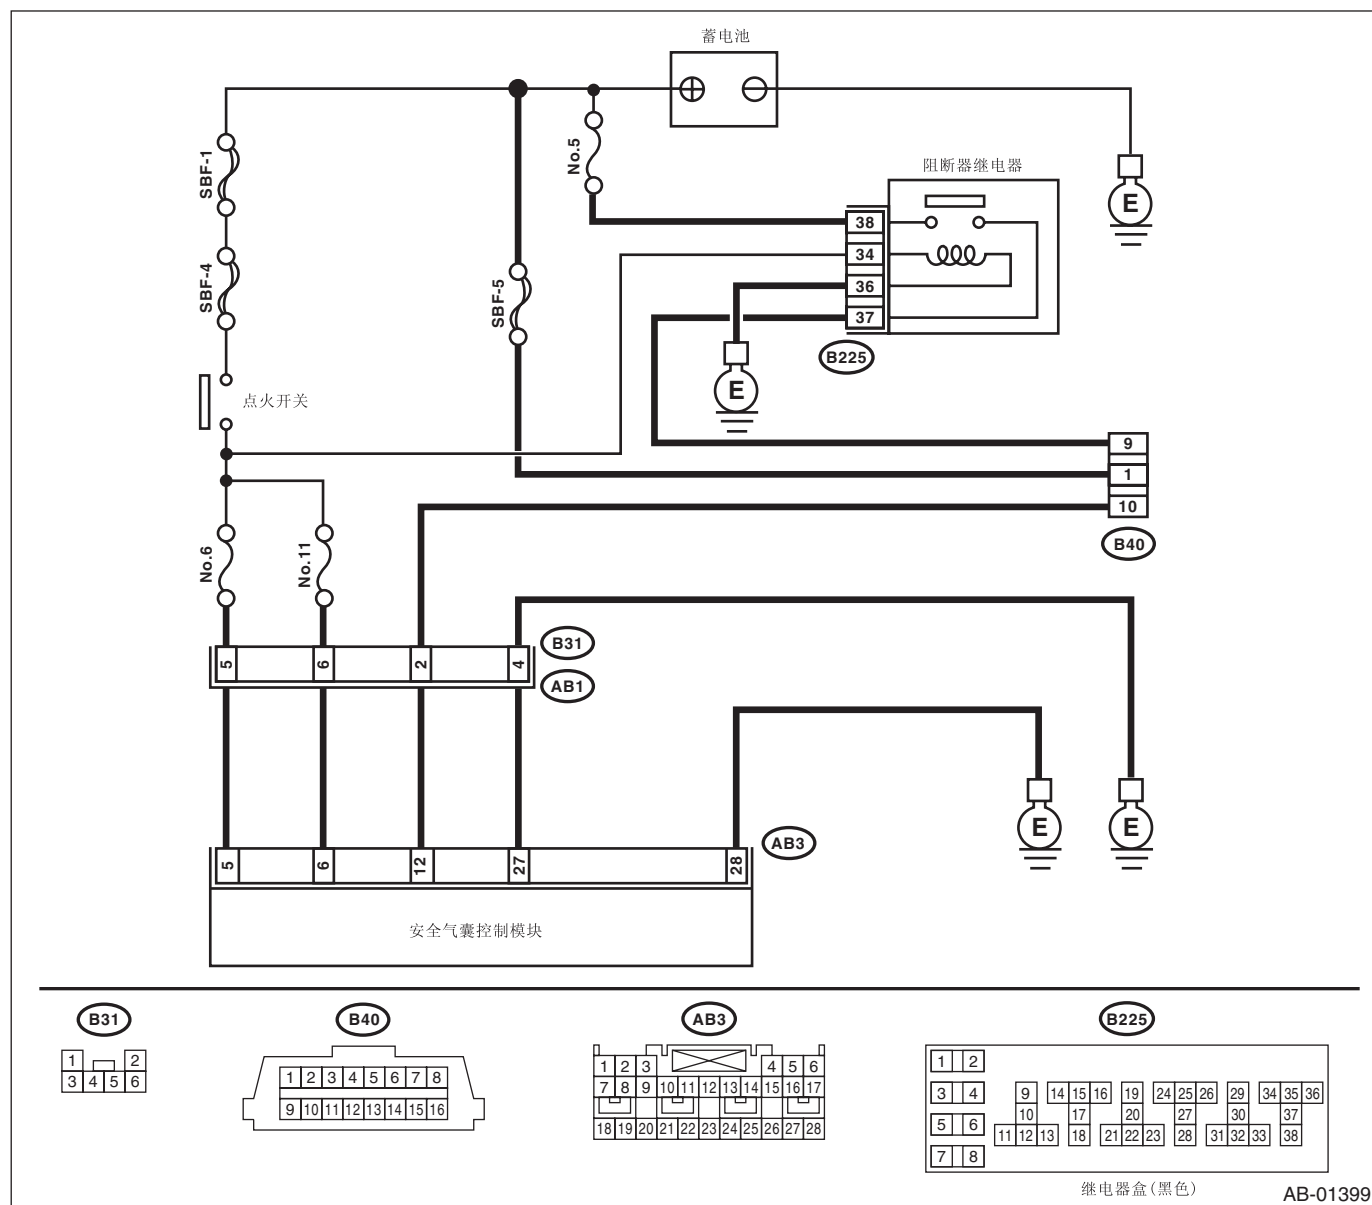 蓄电池
SBF-1
No.5
阻断器继电器
E
38
34
SBF-4
SBF-5
36
37
B225
E
点火开关
9
1
10
B40
No.6
No.11
B31
5 6 2 4
AB1
AB3
E E
5 6 12 27 28
安全气囊控制模块
B31
B40
AB3
B225
1 2
3 4 5 6
1 2 3 4 5 6 7 8
9 10 11 12 13 14 15 16
1 2 3 4 5 6
7 8 9 10 11 12 13 14 15 16 17
18 19 20 21 22 23 24 25 26 27 28
1 2
3 4 9 14 15 16 19 24 25 26 29 34 35 36
10 17 20 27 30 37
5 6 11 12 13 18 21 22 23 28 31 32 33 38
7 8
继电器盒(黑色)
AB-01399